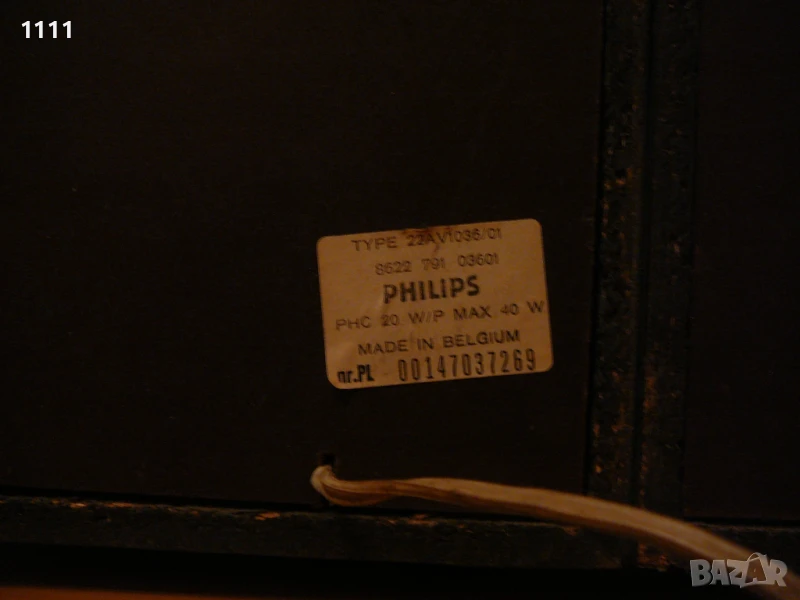 1111
TYPE 22AV1036/01
8622 791 03601
PHILIPS
PHC 20 W/P MAX 40 W
MADE IN BELGIUM
nr.PL 00147037269
BAZAR